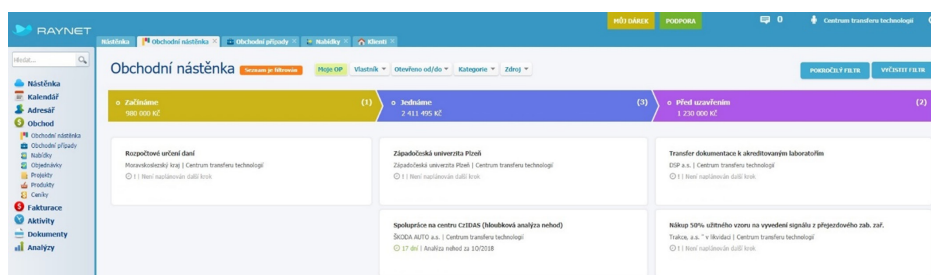 RAYNET
MŮJ DÁREK
PODPORA
0
Centrum transferu technologií
Nástěnka
Obchodní nástěnka
Obchodní případy
Nabídky
Klienti
Hledat...
Obchodní nástěnka
Seznam je filtrován
Moje OP
Vlastník
Otevřeno od/do
Kategorie
Zdroj
POKROČILÝ FILTR
VYČISTIT FILTR
Nástěnka
Kalendář
Adresář
Obchod
Obchodní nástěnka
Obchodní případy
Nabídky
Objednávky
Projekty
Produkty
Ceníky
Fakturace
Aktivity
Dokumenty
Analýzy
Začínáme (1)
980 000 Kč
Jednáme (3)
2 411 495 Kč
Před uzavřením (2)
1 230 000 Kč
Rozpočtové určení daní
Moravskoslezský kraj | Centrum transferu technologií
! | Není naplánován další krok
Západočeská univerzita Plzeň
Západočeská univerzita Plzeň | Centrum transferu technologií
! | Není naplánován další krok
Transfer dokumentace k akreditovaným laboratořím
DSP a.s. | Centrum transferu technologií
! | Není naplánován další krok
Spolupráce na centru CzIDAS (hloubková analýza nehod)
ŠKODA AUTO a.s. | Centrum transferu technologií
17 dní | Analýza nehod za 10/2018
Nákup 50% užitného vzoru na vyvedení signálu z přejezdového zab. zař.
Trakce, a.s. " v likvidaci | Centrum transferu technologií
! | Není naplánován další krok